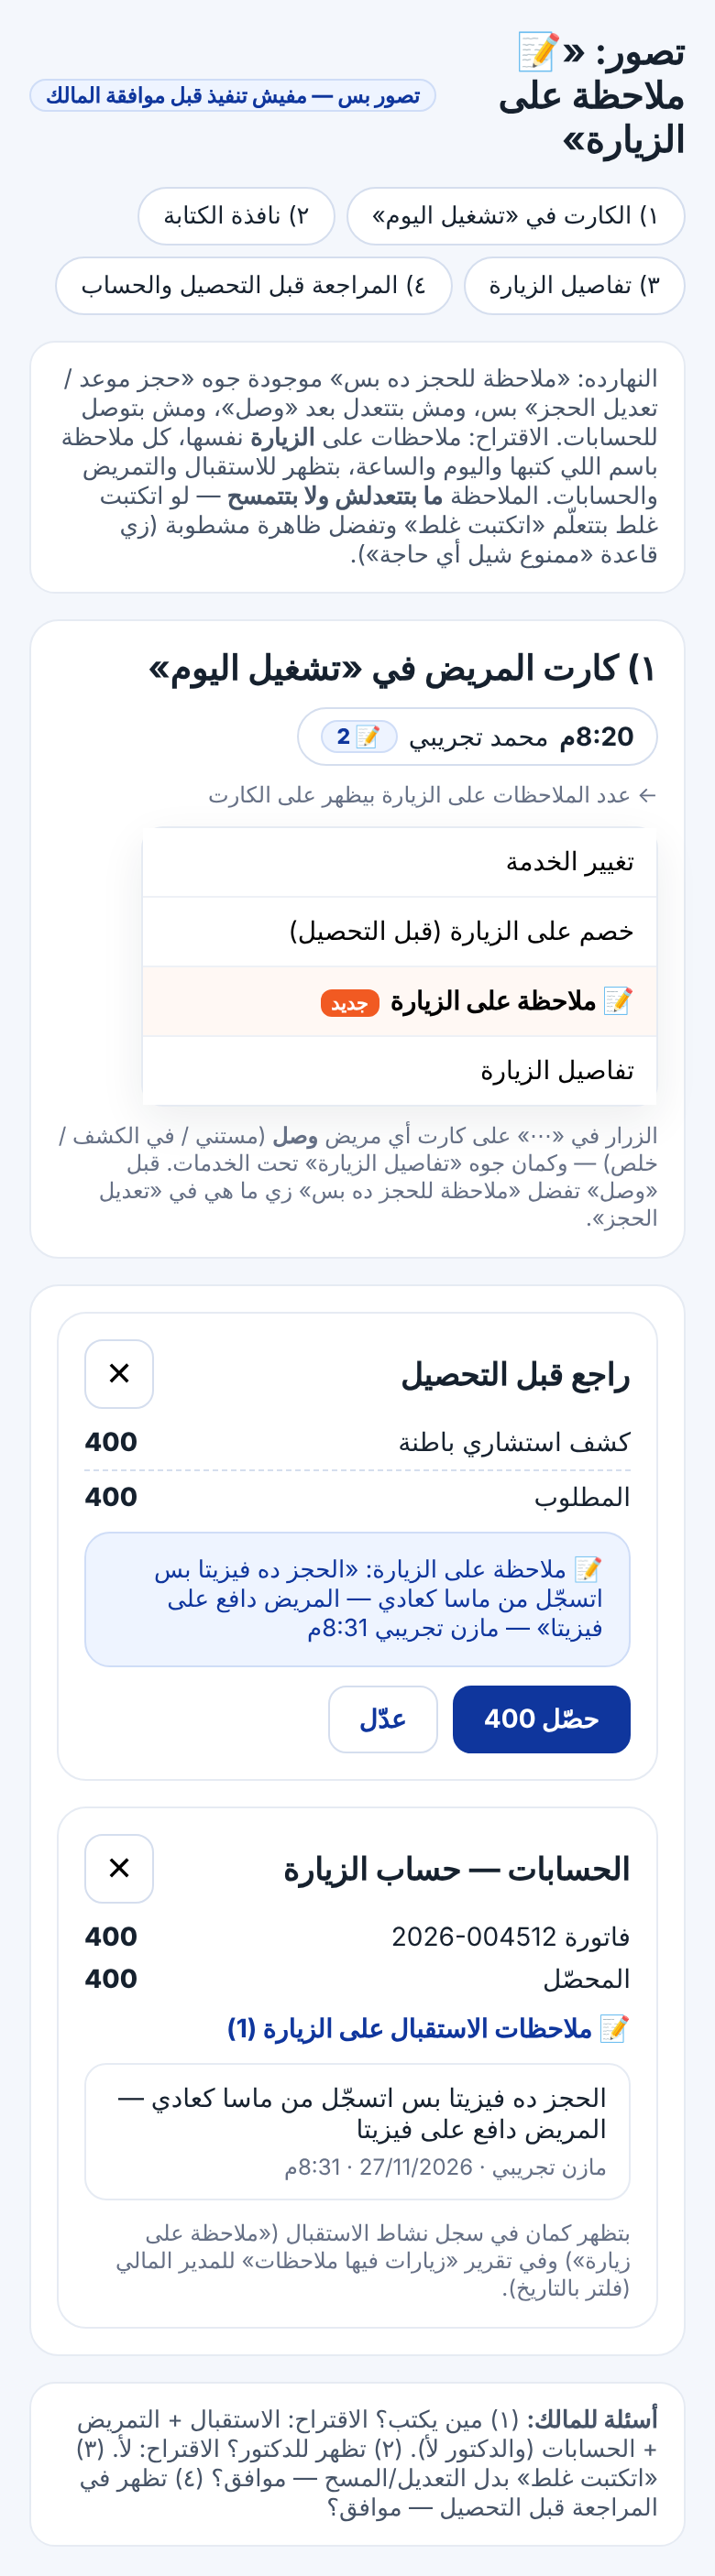 تصور: «📝
ملاحظة على
الزيارة»
تصور بس — مفيش تنفيذ قبل موافقة المالك
١) الكارت في «تشغيل اليوم»
٢) نافذة الكتابة
٣) تفاصيل الزيارة
٤) المراجعة قبل التحصيل والحساب
النهارده: «ملاحظة للحجز ده بس» موجودة جوه «حجز موعد /
تعديل الحجز» بس، ومش بتتعدل بعد «وصل»، ومش بتوصل
للحسابات. الاقتراح: ملاحظات على الزيارة نفسها، كل ملاحظة
باسم اللي كتبها واليوم والساعة، بتظهر للاستقبال والتمريض
والحسابات. الملاحظة ما بتتعدلش ولا بتتمسح — لو اتكتبت
غلط بتتعلّم «اتكتبت غلط» وتفضل ظاهرة مشطوبة (زي
قاعدة «ممنوع شيل أي حاجة»).
١) كارت المريض في «تشغيل اليوم»
8:20م محمد تجريبي 📝 2
← عدد الملاحظات على الزيارة بيظهر على الكارت
تغيير الخدمة
خصم على الزيارة (قبل التحصيل)
📝 ملاحظة على الزيارة جديد
تفاصيل الزيارة
الزرار في «⋯» على كارت أي مريض وصل (مستني / في الكشف /
خلص) — وكمان جوه «تفاصيل الزيارة» تحت الخدمات. قبل
«وصل» تفضل «ملاحظة للحجز ده بس» زي ما هي في «تعديل
الحجز».
راجع قبل التحصيل ✕
كشف استشاري باطنة 400
المطلوب 400
📝 ملاحظة على الزيارة: «الحجز ده فيزيتا بس
اتسجّل من ماسا كعادي — المريض دافع على
فيزيتا» — مازن تجريبي 8:31م
حصّل 400
عدّل
الحسابات — حساب الزيارة ✕
فاتورة 2026-004512 400
المحصّل 400
📝 ملاحظات الاستقبال على الزيارة (1)
الحجز ده فيزيتا بس اتسجّل من ماسا كعادي —
المريض دافع على فيزيتا
مازن تجريبي · 27/11/2026 · 8:31م
بتظهر كمان في سجل نشاط الاستقبال («ملاحظة على
زيارة») وفي تقرير «زيارات فيها ملاحظات» للمدير المالي
(فلتر بالتاريخ).
أسئلة للمالك: (١) مين يكتب؟ الاقتراح: الاستقبال + التمريض
+ الحسابات (والدكتور لأ). (٢) تظهر للدكتور؟ الاقتراح: لأ. (٣)
«اتكتبت غلط» بدل التعديل/المسح — موافق؟ (٤) تظهر في
المراجعة قبل التحصيل — موافق؟